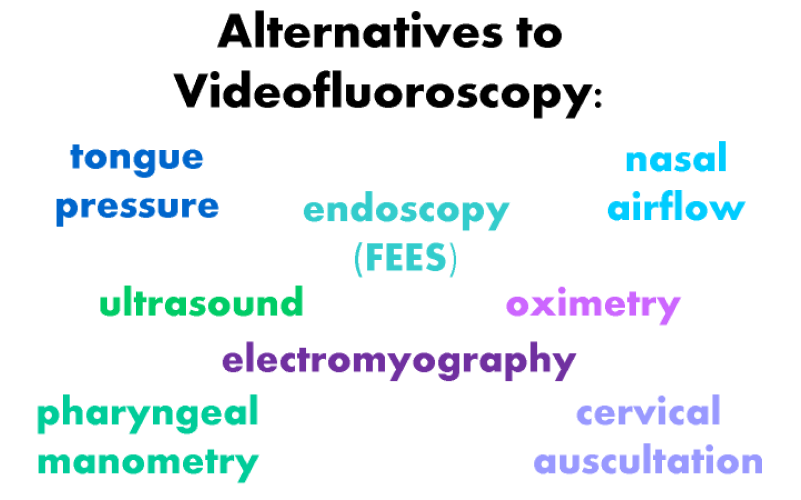 Alternatives to
Videofluoroscopy:
tongue
pressure
nasal
airflow
endoscopy
(FEES)
ultrasound
oximetry
electromyography
pharyngeal
manometry
cervical
auscultation